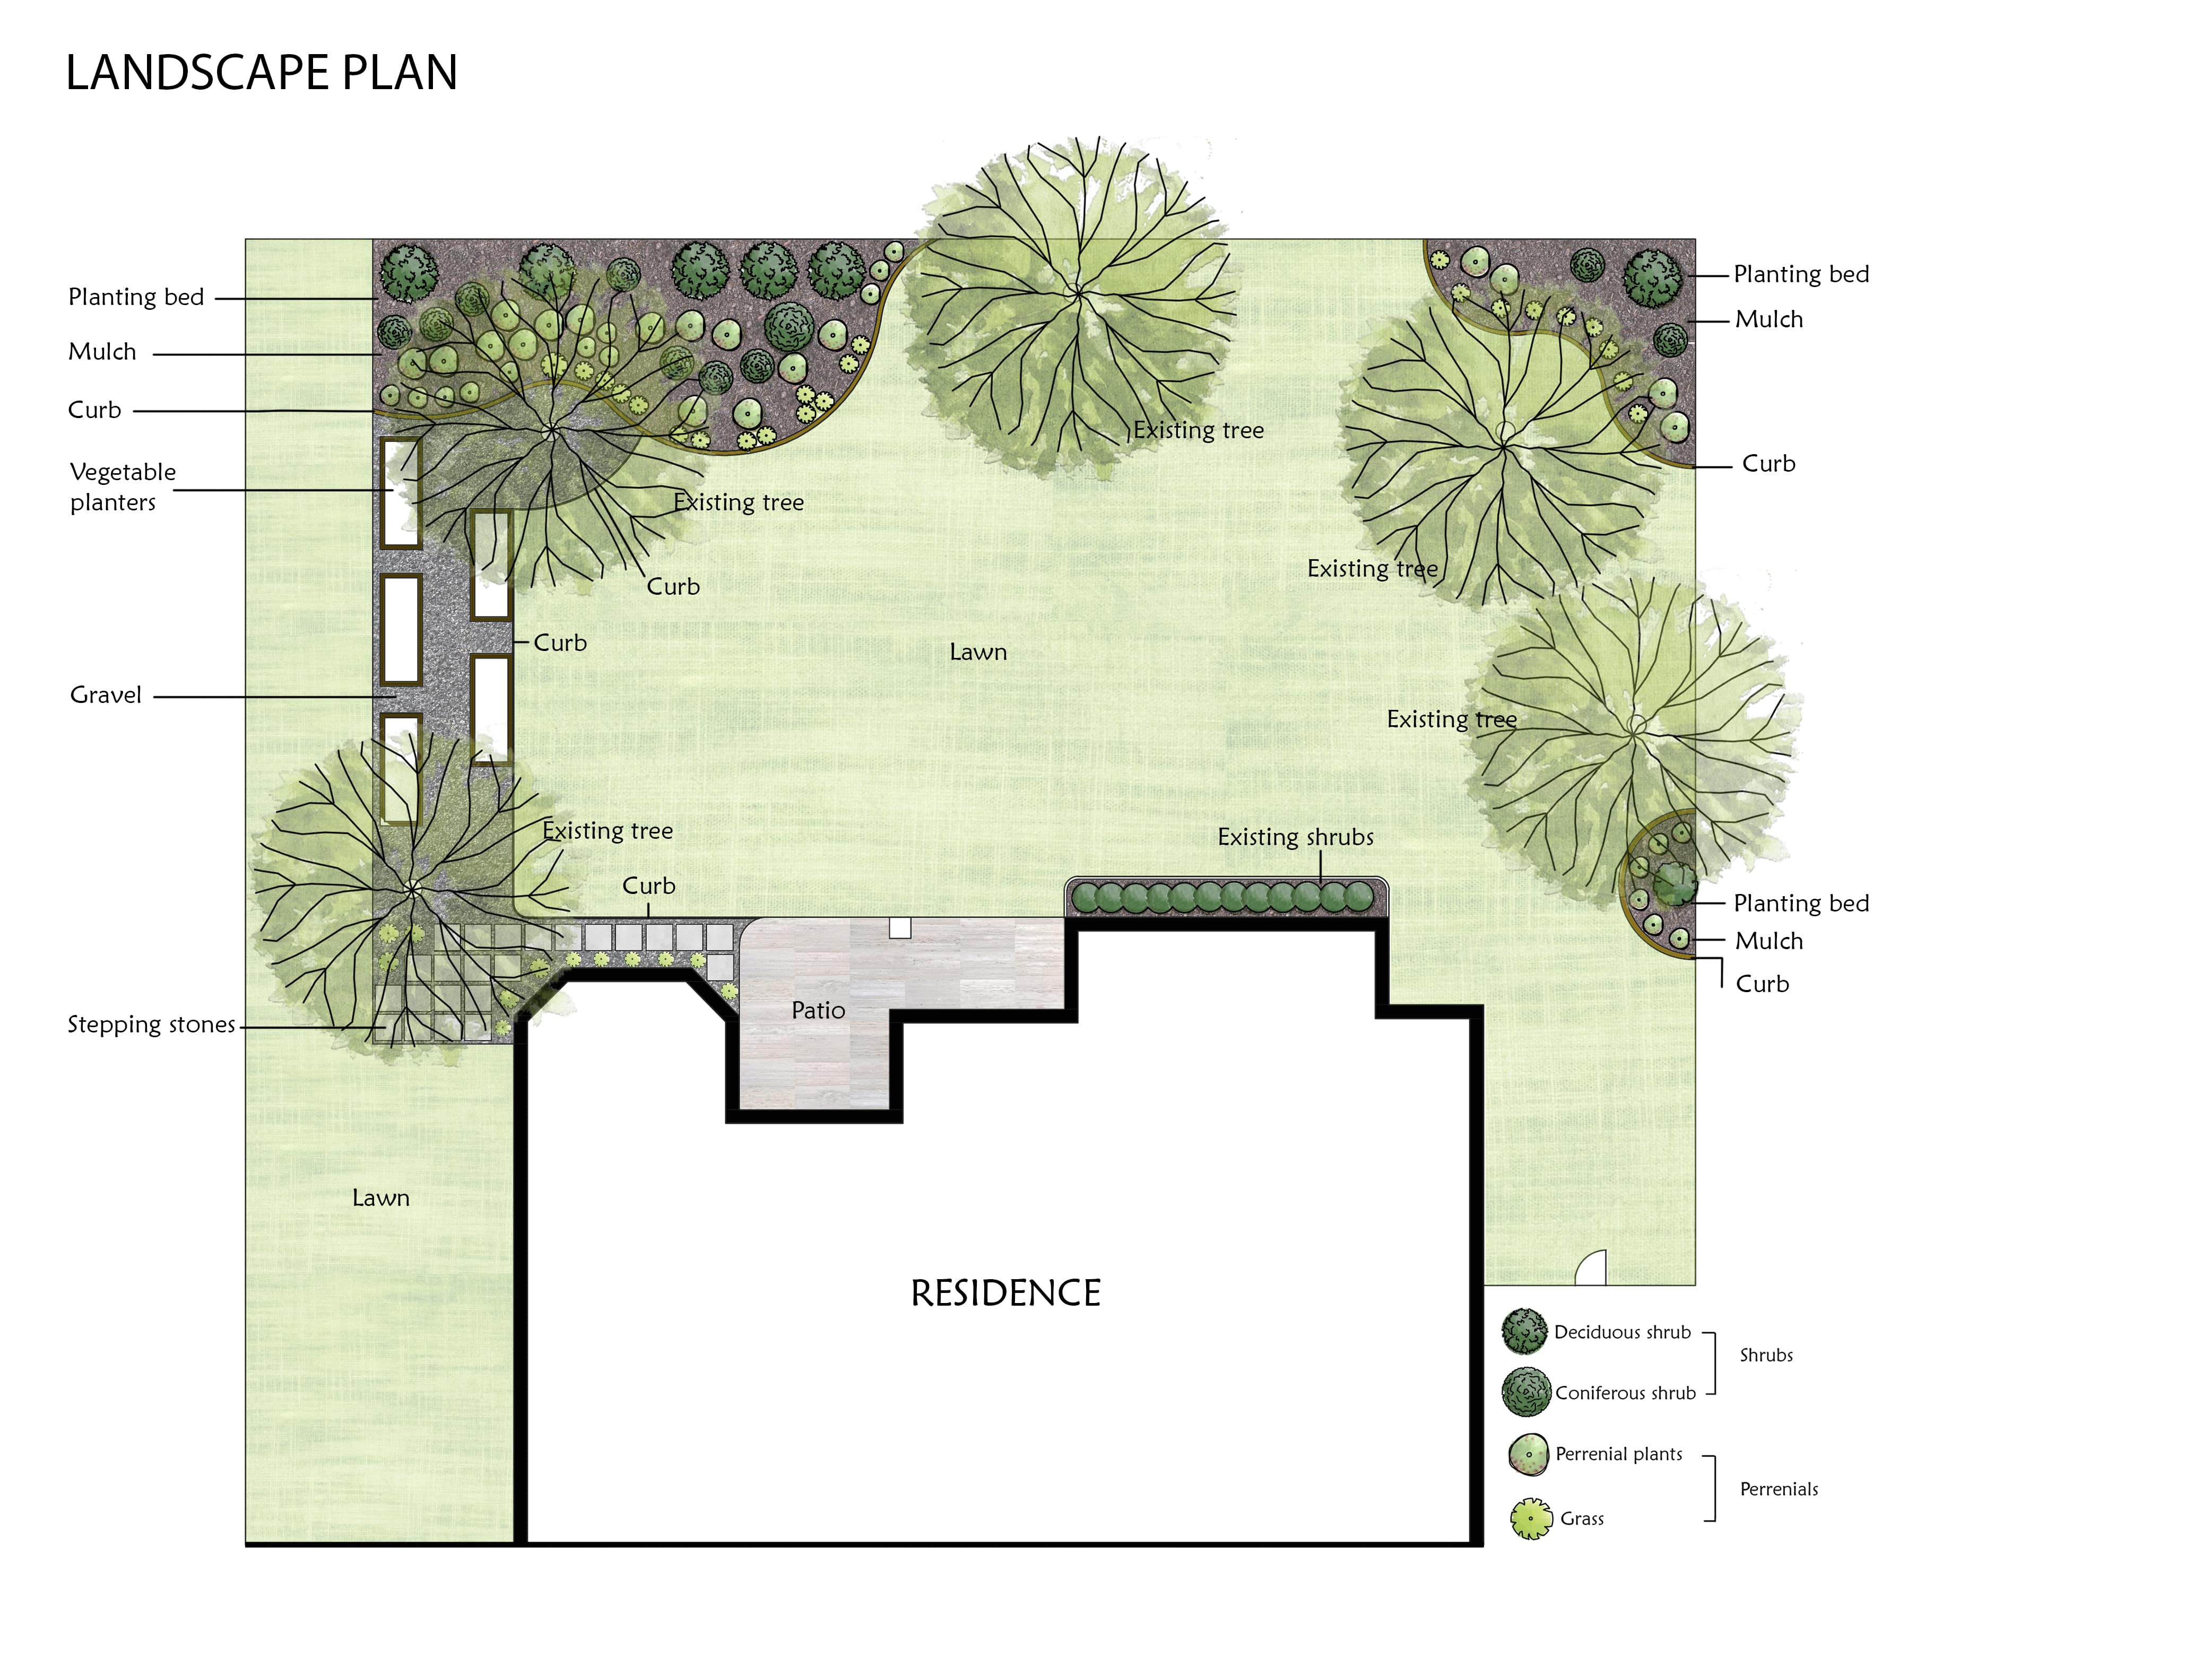 LANDSCAPE PLAN
Planting bed
Mulch
Curb
Vegetable
planters
Gravel
Stepping stones
Existing tree
Existing tree
Curb
Curb
Lawn
Existing tree
Existing tree
Existing tree
Curb
Existing shrubs
Patio
Planting bed
Mulch
Curb
Planting bed
Mulch
Curb
Lawn
RESIDENCE
Deciduous shrub
Shrubs
Coniferous shrub
Perrenial plants
Perrenials
Grass